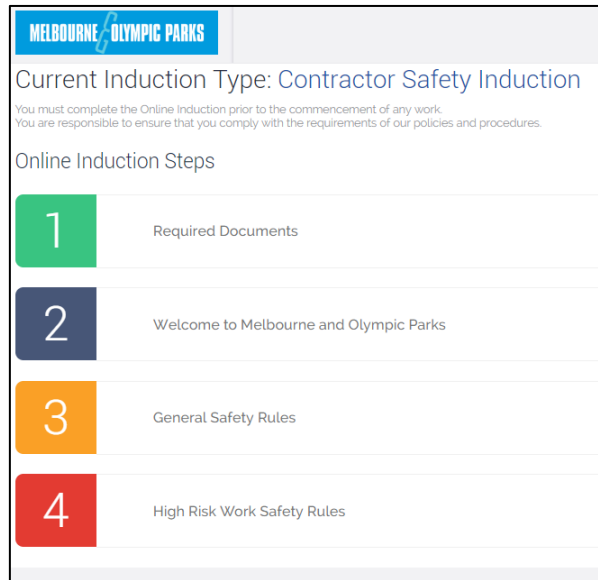 MELBOURNE OLYMPIC PARKS
Current Induction Type: Contractor Safety Induction
You must complete the Online Induction prior to the commencement of any work.
You are responsible to ensure that you comply with the requirements of our policies and procedures.
Online Induction Steps
1
Required Documents
2
Welcome to Melbourne and Olympic Parks
3
General Safety Rules
4
High Risk Work Safety Rules